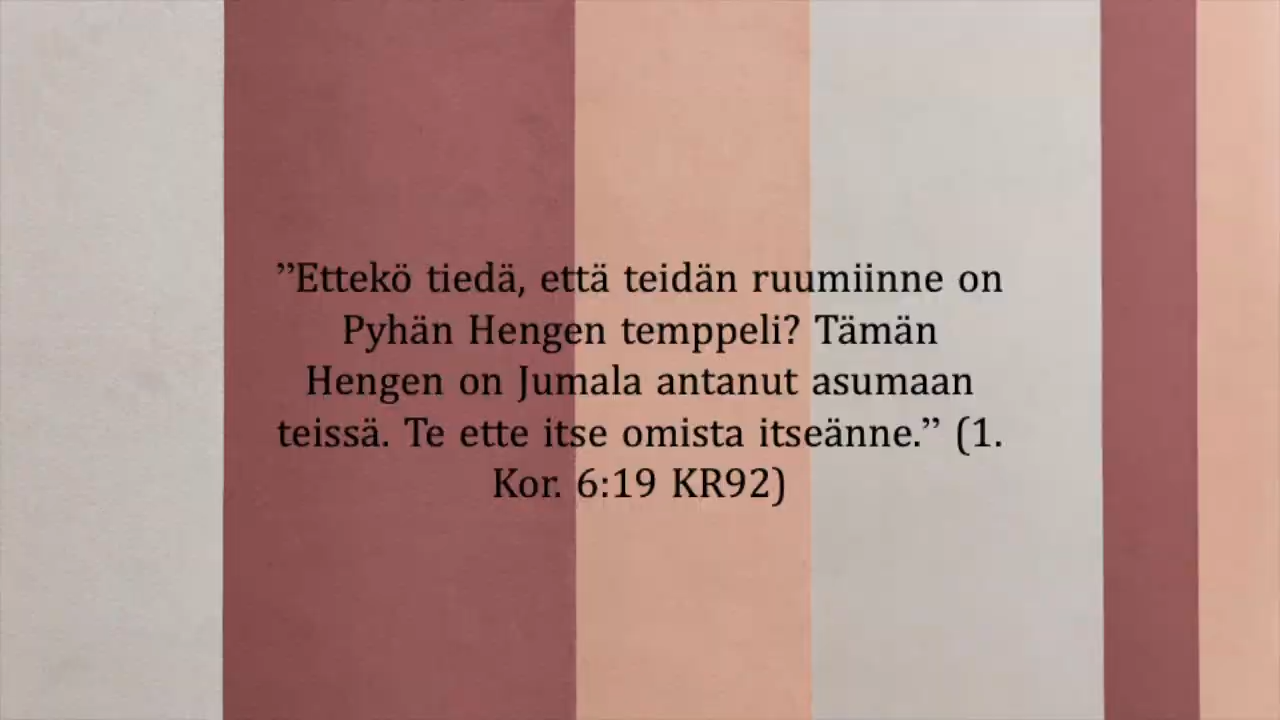 ”Ettekö tiedä, että teidän ruumiinne on
Pyhän Hengen temppeli? Tämän
Hengen on Jumala antanut asumaan
teissä. Te ette itse omista itseänne.” (1.
Kor. 6:19 KR92)